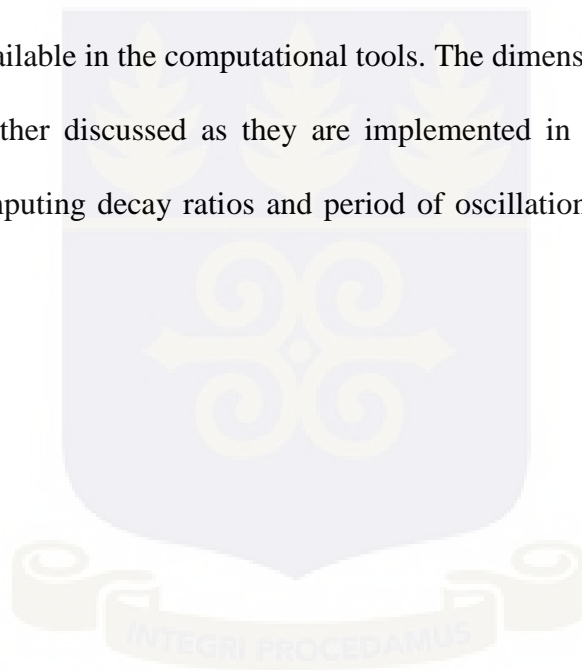 ailable in the computational tools. The dimens
ther discussed as they are implemented in
nputing decay ratios and period of oscillation
INTEGRI PROCEDAMUS